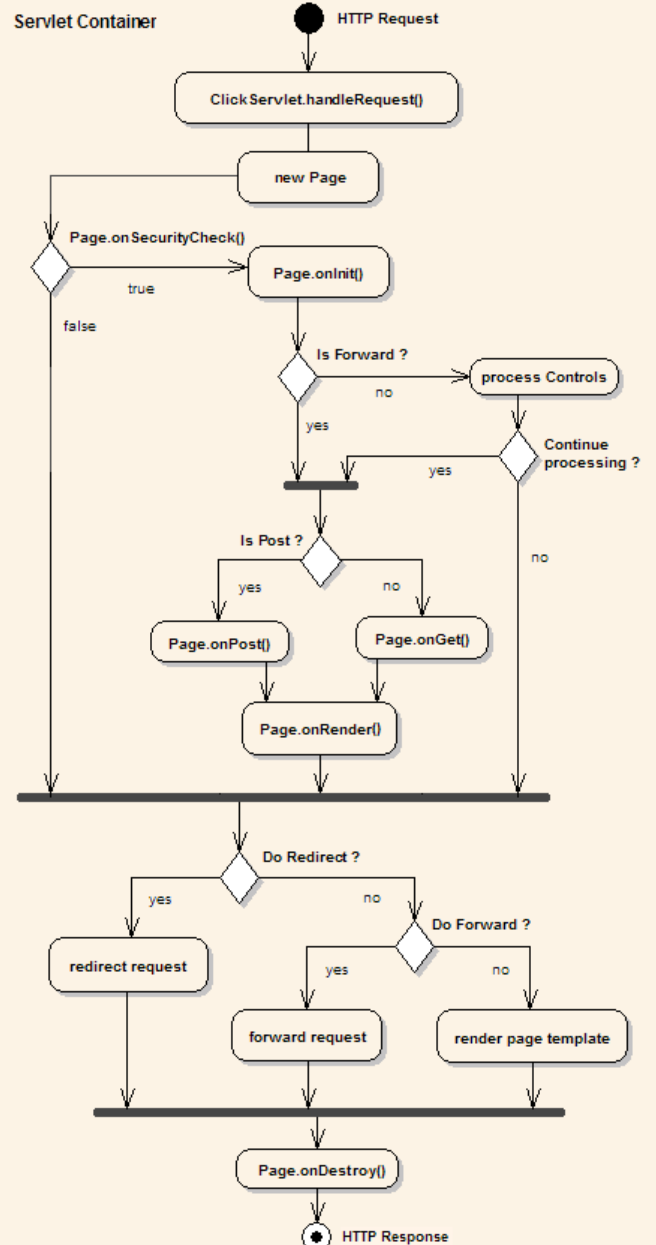 Servlet Container
HTTP Request
ClickServlet.handleRequest()
new Page
Page.onSecurityCheck()
Page.onInit()
true
false
Is Forward ?
process Controls
no
yes
Continue
processing ?
yes
Is Post ?
no
yes
no
Page.onPost()
Page.onGet()
Page.onRender()
Do Redirect ?
yes
no
Do Forward ?
redirect request
yes
no
forward request
render page template
Page.onDestroy()
HTTP Response